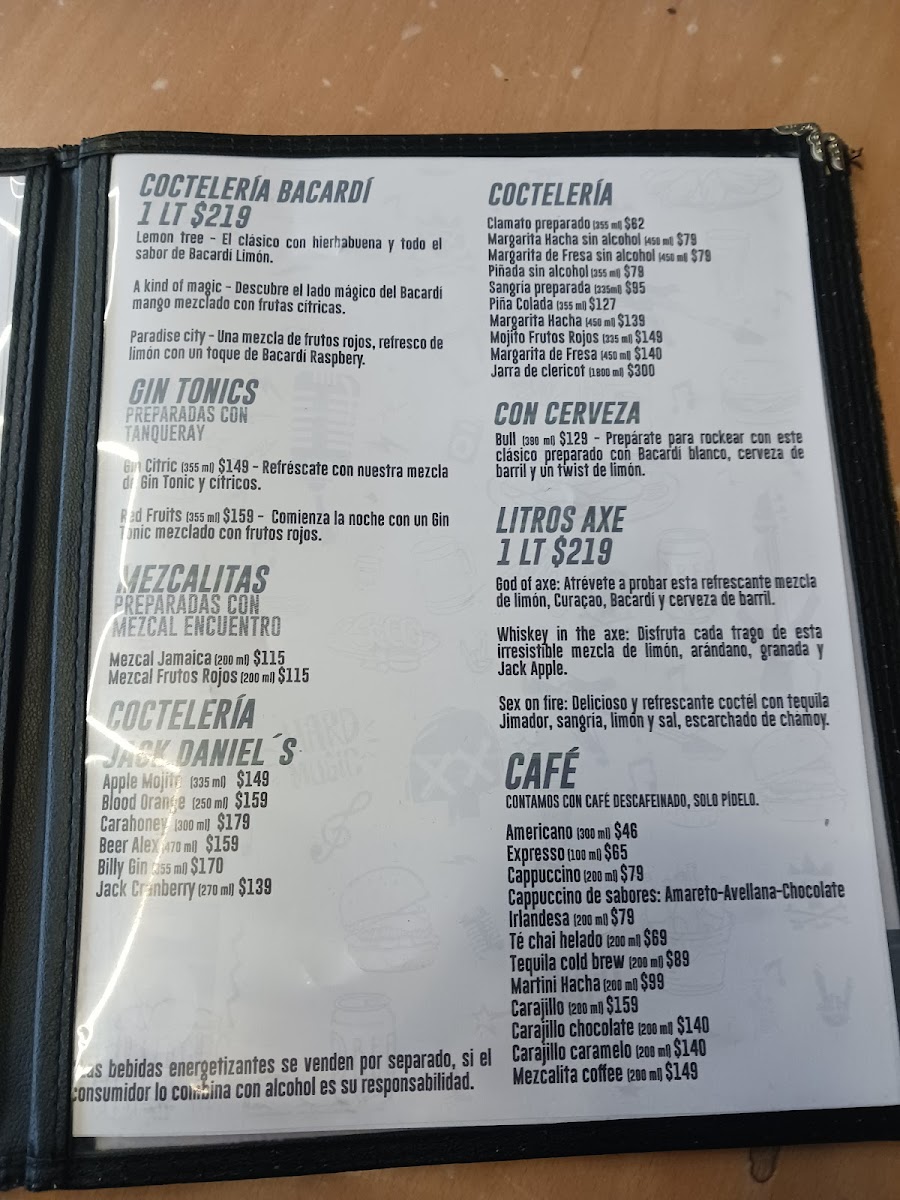 COCTELERÍA BACARDÍ
1 LT $219
Lemon tree - El clásico con hierbabuena y todo el
sabor de Bacardí Limón.
A kind of magic - Descubre el lado mágico del Bacardí
mango mezclado con frutas cítricas.
Paradise city - Una mezcla de frutos rojos, refresco de
limón con un toque de Bacardí Raspbery.
GIN TONICS
PREPARADAS CON
TANQUERAY
Gin Citric (355 ml) $149 - Refréscate con nuestra mezcla
de Gin Tonic y cítricos.
Red Fruits (355 ml) $159 - Comienza la noche con un Gin
Tonic mezclado con frutos rojos.
MEZCALITAS
PREPARADAS CON
MEZCAL ENCUENTRO
Mezcal Jamaica (200 ml) $115
Mezcal Frutos Rojos (200 ml) $115
COCTELERÍA
JACK DANIEL´S
Apple Mojito (335 ml) $149
Blood Orange (250 ml) $159
Carahoney (300 ml) $179
Beer Alex (470 ml) $159
Billy Gin (355 ml) $170
Jack Cranberry (270 ml) $139
Las bebidas energetizantes se venden por separado, si el
consumidor lo combina con alcohol es su responsabilidad.
COCTELERÍA
Clamato preparado (355 ml) $62
Margarita Hacha sin alcohol (450 ml) $79
Margarita de Fresa sin alcohol (450 ml) $79
Piñada sin alcohol (355 ml) $79
Sangría preparada (335ml) $95
Piña Colada (355 ml) $127
Margarita Hacha (450 ml) $139
Mojito Frutos Rojos (335 ml) $149
Margarita de Fresa (450 ml) $140
Jarra de clericot (1800 ml) $300
CON CERVEZA
Bull (390 ml) $129 - Prepárate para rockear con este
clásico preparado con Bacardí blanco, cerveza de
barril y un twist de limón.
LITROS AXE
1 LT $219
God of axe: Atrévete a probar esta refrescante mezcla
de limón, Curaçao, Bacardí y cerveza de barril.
Whiskey in the axe: Disfruta cada trago de esta
irresistible mezcla de limón, arándano, granada y
Jack Apple.
Sex on fire: Delicioso y refrescante coctél con tequila
Jimador, sangría, limón y sal, escarchado de chamoy.
CAFÉ
CONTAMOS CON CAFÉ DESCAFEINADO, SOLO PÍDELO.
Americano (300 ml) $46
Expresso (100 ml) $65
Cappuccino (200 ml) $79
Cappuccino de sabores: Amareto-Avellana-Chocolate
Irlandesa (200 ml) $79
Té chai helado (200 ml) $69
Tequila cold brew (200 ml) $89
Martini Hacha (200 ml) $99
Carajillo (200 ml) $159
Carajillo chocolate (200 ml) $140
Carajillo caramelo (200 ml) $140
Mezcalita coffee (200 ml) $149